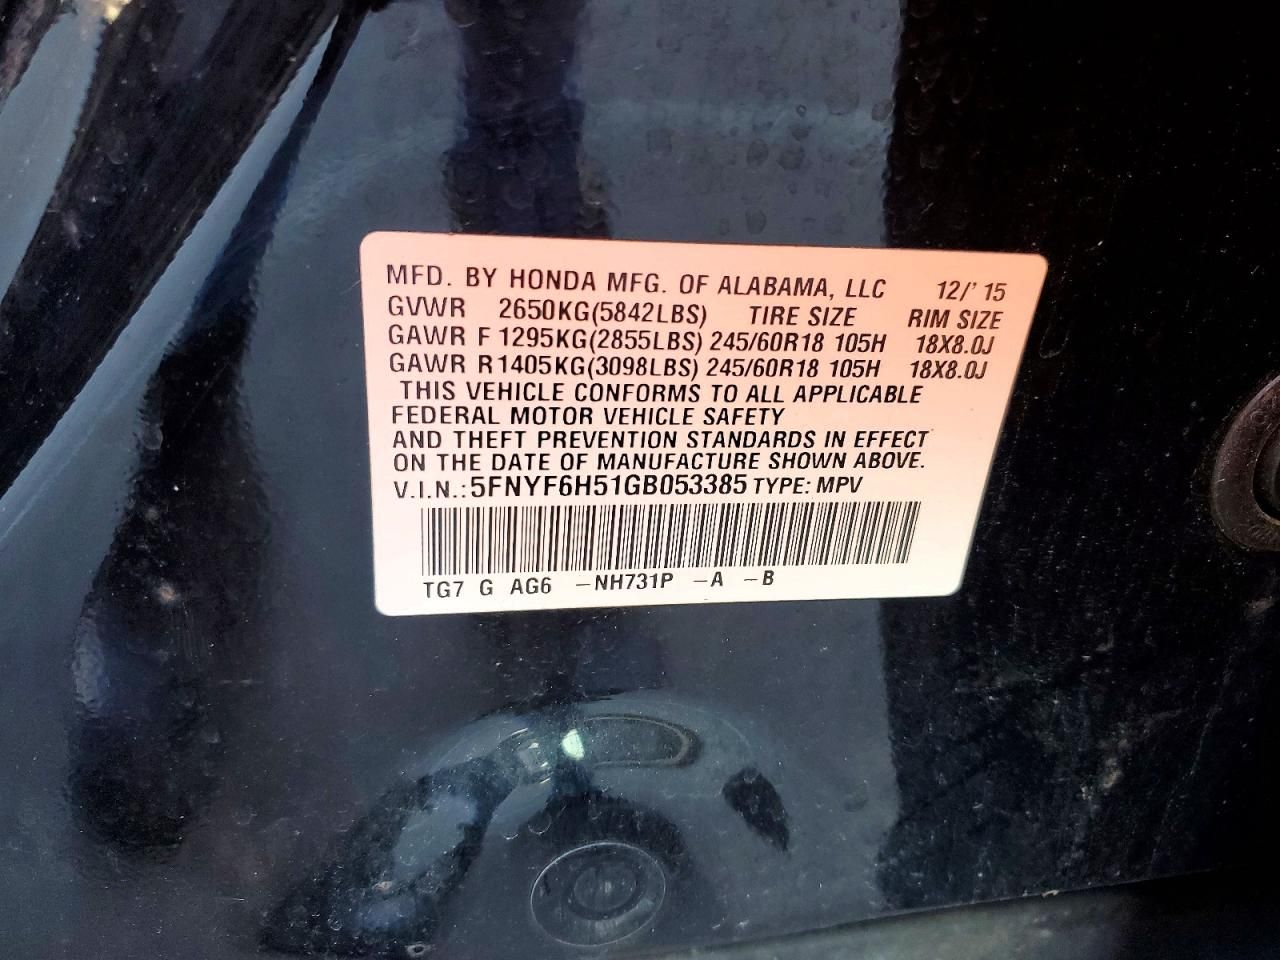 MFD. BY HONDA MFG. OF ALABAMA, LLC 12/' 15
GVWR 2650KG(5842LBS) TIRE SIZE RIM SIZE
GAWR F 1295KG(2855LBS) 245/60R18 105H 18X8.0J
GAWR R 1405KG(3098LBS) 245/60R18 105H 18X8.0J
THIS VEHICLE CONFORMS TO ALL APPLICABLE
FEDERAL MOTOR VEHICLE SAFETY
AND THEFT PREVENTION STANDARDS IN EFFECT
ON THE DATE OF MANUFACTURE SHOWN ABOVE.
V.I.N.: 5FNYF6H51GB053385 TYPE: MPV
TG7 G AG6 –NH731P –A –B